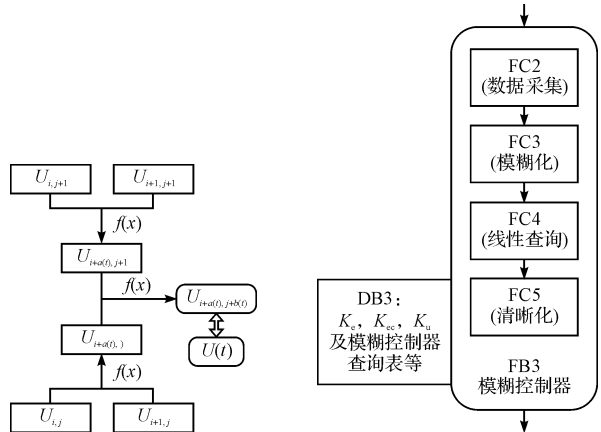 U_{i,j+1}
U_{i+1,j+1}
f(x)
U_{i+a(t),j+1}
f(x)
U_{i+a(t),j+b(t)}
U(t)
U_{i+a(t),)}
f(x)
U_{i,j}
U_{i+1,j}
FC2
(数据采集)
FC3
(模糊化)
FC4
(线性查询)
FC5
(清晰化)
DB3：
K_e，K_{ec}，K_u
及模糊控制器
查询表等
FB3
模糊控制器